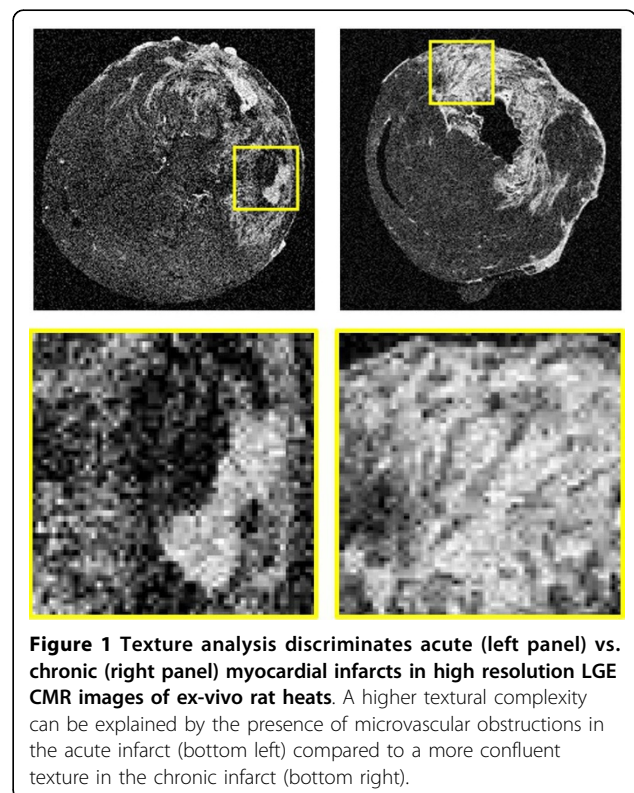 Figure 1 Texture analysis discriminates acute (left panel) vs.
chronic (right panel) myocardial infarcts in high resolution LGE
CMR images of ex-vivo rat heats. A higher textural complexity
can be explained by the presence of microvascular obstructions in
the acute infarct (bottom left) compared to a more confluent
texture in the chronic infarct (bottom right).